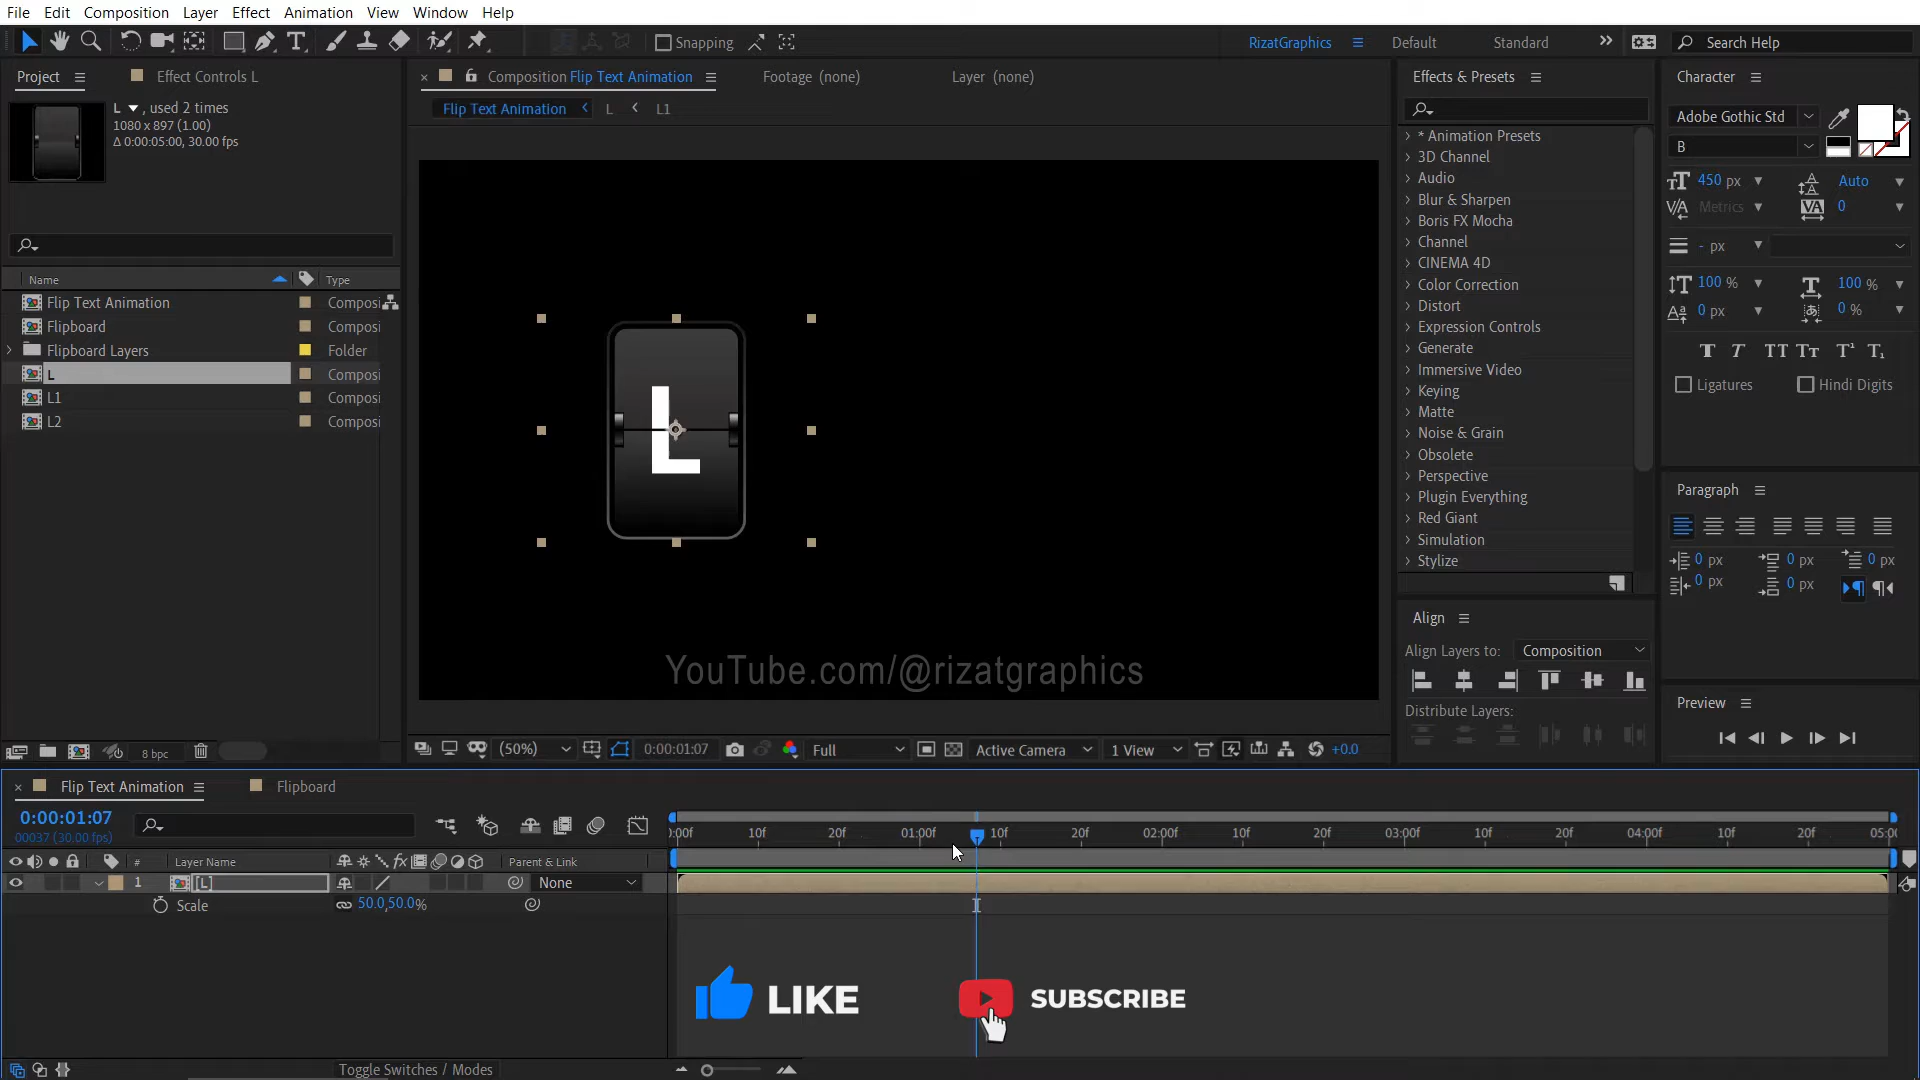 File Edit Composition Layer Effect Animation View Window Help
Snapping RizatGraphics Default Standard Search Help
Project Effect Controls L
L , used 2 times
1080 x 897 (1.00)
Δ 0:00:05:00, 30.00 fps
Name Type
Flip Text Animation Composi
Flipboard Composi
Flipboard Layers Folder
L Composi
L1 Composi
L2 Composi
8 bpc
Composition Flip Text Animation Footage (none) Layer (none)
Flip Text Animation L L1
L
YouTube.com/@rizatgraphics
(50%) 0:00:01:07 Full Active Camera 1 View +0.0
Effects & Presets
* Animation Presets
3D Channel
Audio
Blur & Sharpen
Boris FX Mocha
Channel
CINEMA 4D
Color Correction
Distort
Expression Controls
Generate
Immersive Video
Keying
Matte
Noise & Grain
Obsolete
Perspective
Plugin Everything
Red Giant
Simulation
Stylize
Align
Align Layers to: Composition
Distribute Layers:
Character
Adobe Gothic Std
B
450 px Auto
Metrics 0
- px
100 % 100 %
0 px 0 %
Ligatures Hindi Digits
Paragraph
0 px 0 px 0 px
0 px 0 px
Preview
Flip Text Animation Flipboard
0:00:01:07
00037 (30.00 fps)
:00f 10f 20f 01:00f 10f 20f 02:00f 10f 20f 03:00f 10f 20f 04:00f 10f 20f 05:00
# Layer Name Parent & Link
1 [L] None
Scale 50.0,50.0%
LIKE SUBSCRIBE
Toggle Switches / Modes